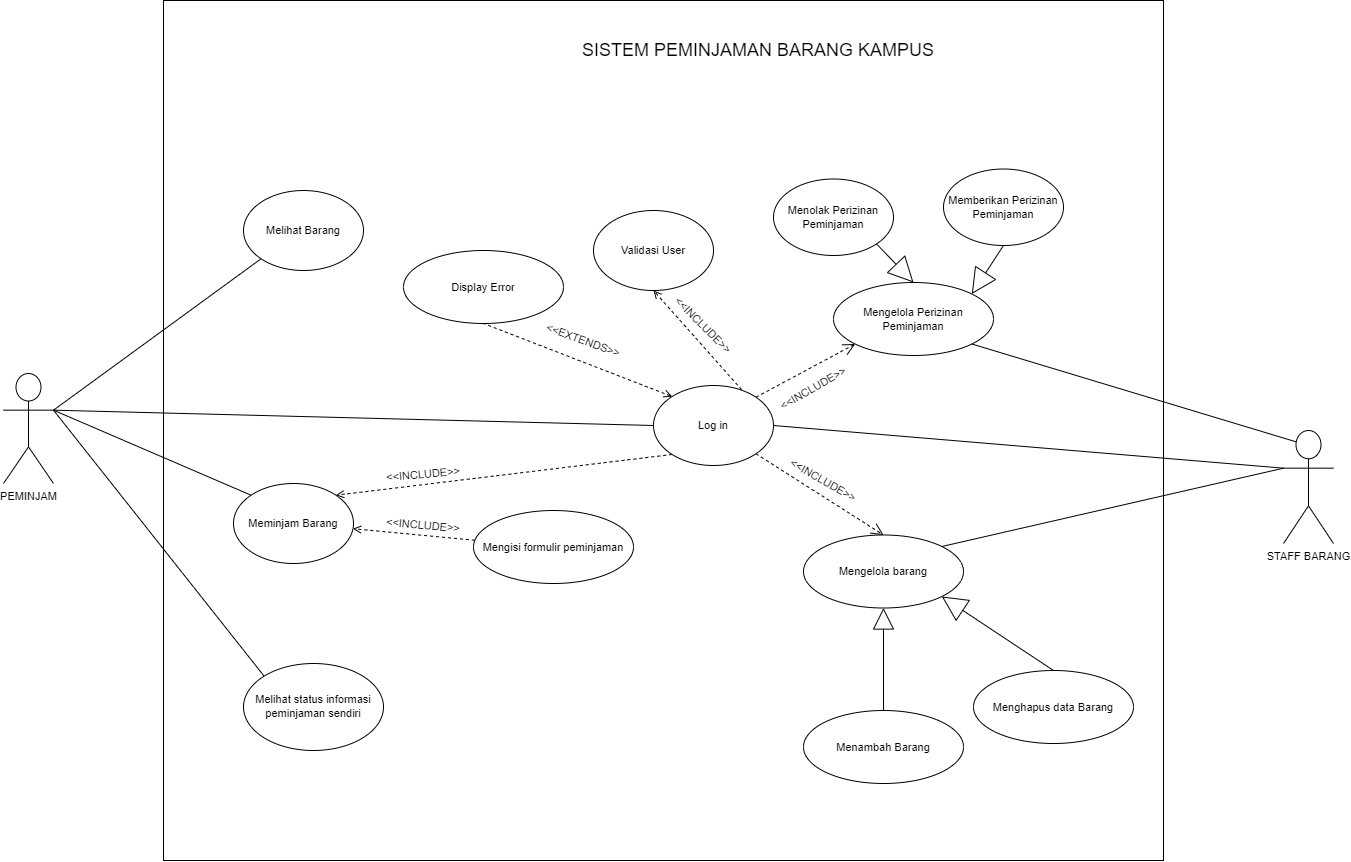 SISTEM PEMINJAMAN BARANG KAMPUS
Melihat Barang
Display Error
Validasi User
Menolak Perizinan
Peminjaman
Memberikan Perizinan
Peminjaman
Mengelola Perizinan
Peminjaman
<<EXTENDS>>
<<INCLUDE>>
<<INCLUDE>>
Log in
PEMINJAM
<<INCLUDE>>
<<INCLUDE>>
Meminjam Barang
<<INCLUDE>>
Mengisi formulir peminjaman
Mengelola barang
STAFF BARANG
Melihat status informasi
peminjaman sendiri
Menghapus data Barang
Menambah Barang